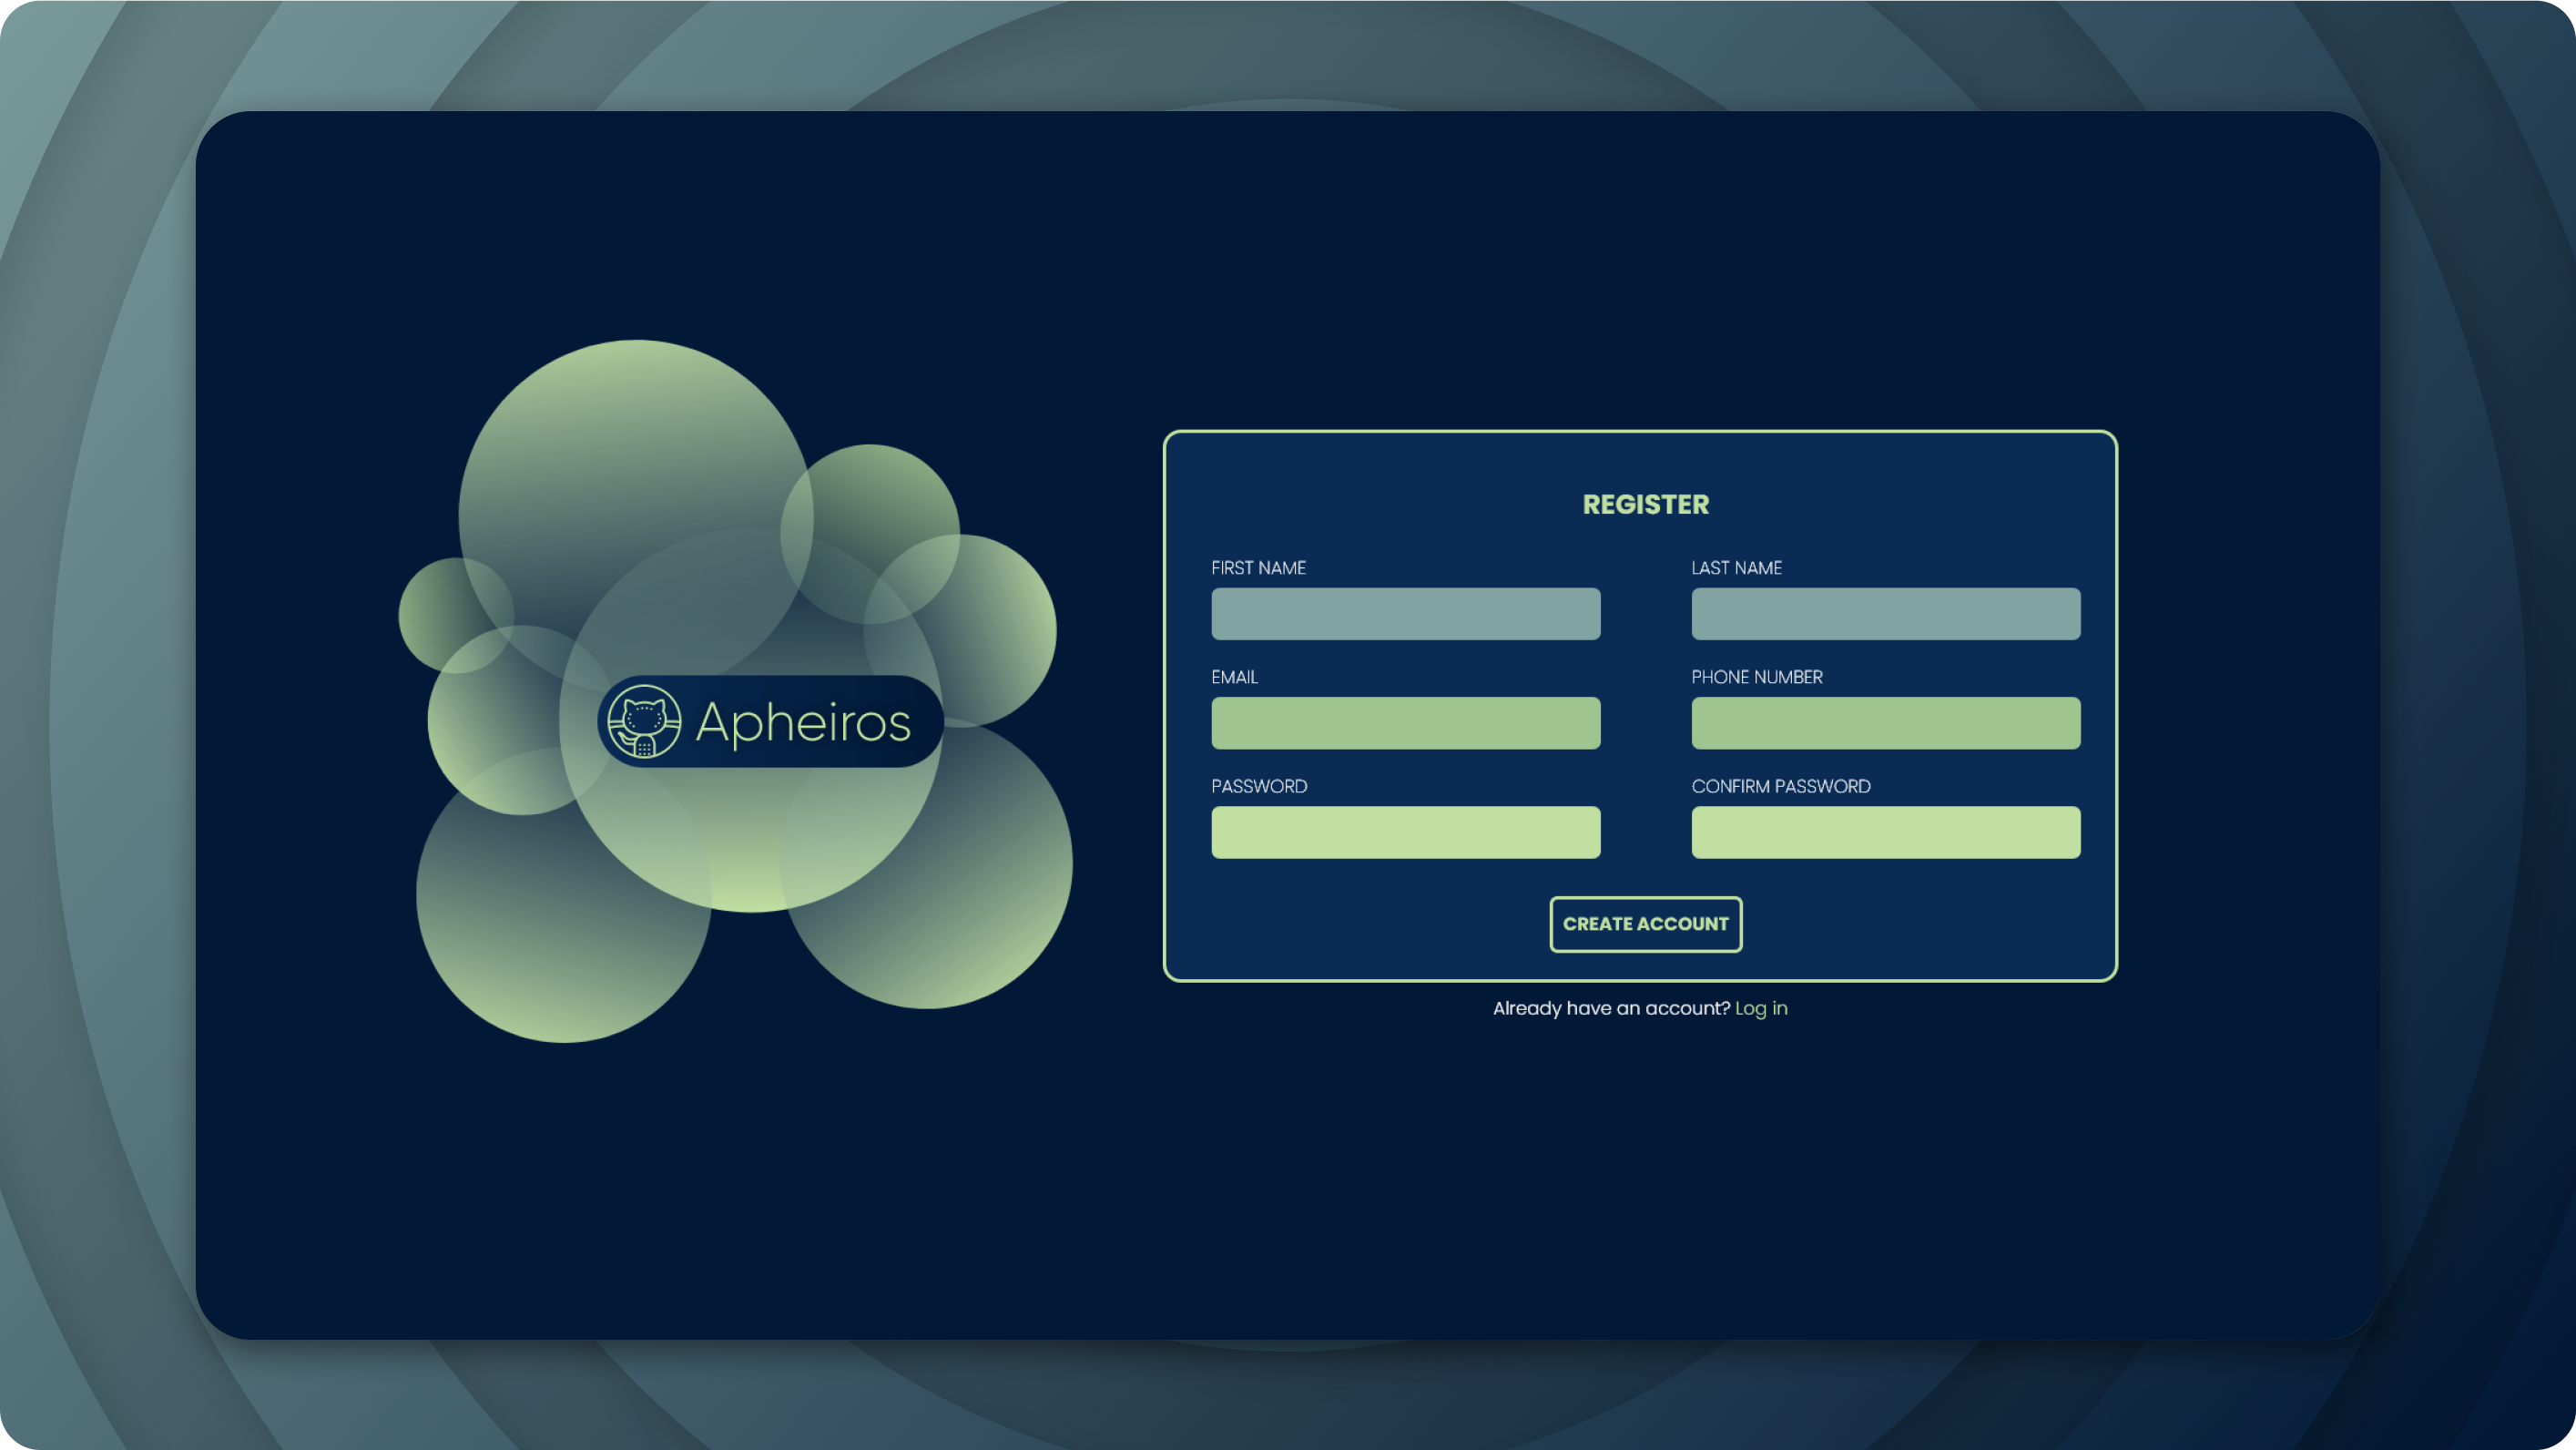 Apheiros
REGISTER
FIRST NAME
LAST NAME
EMAIL
PHONE NUMBER
PASSWORD
CONFIRM PASSWORD
CREATE ACCOUNT
Already have an account? Log in